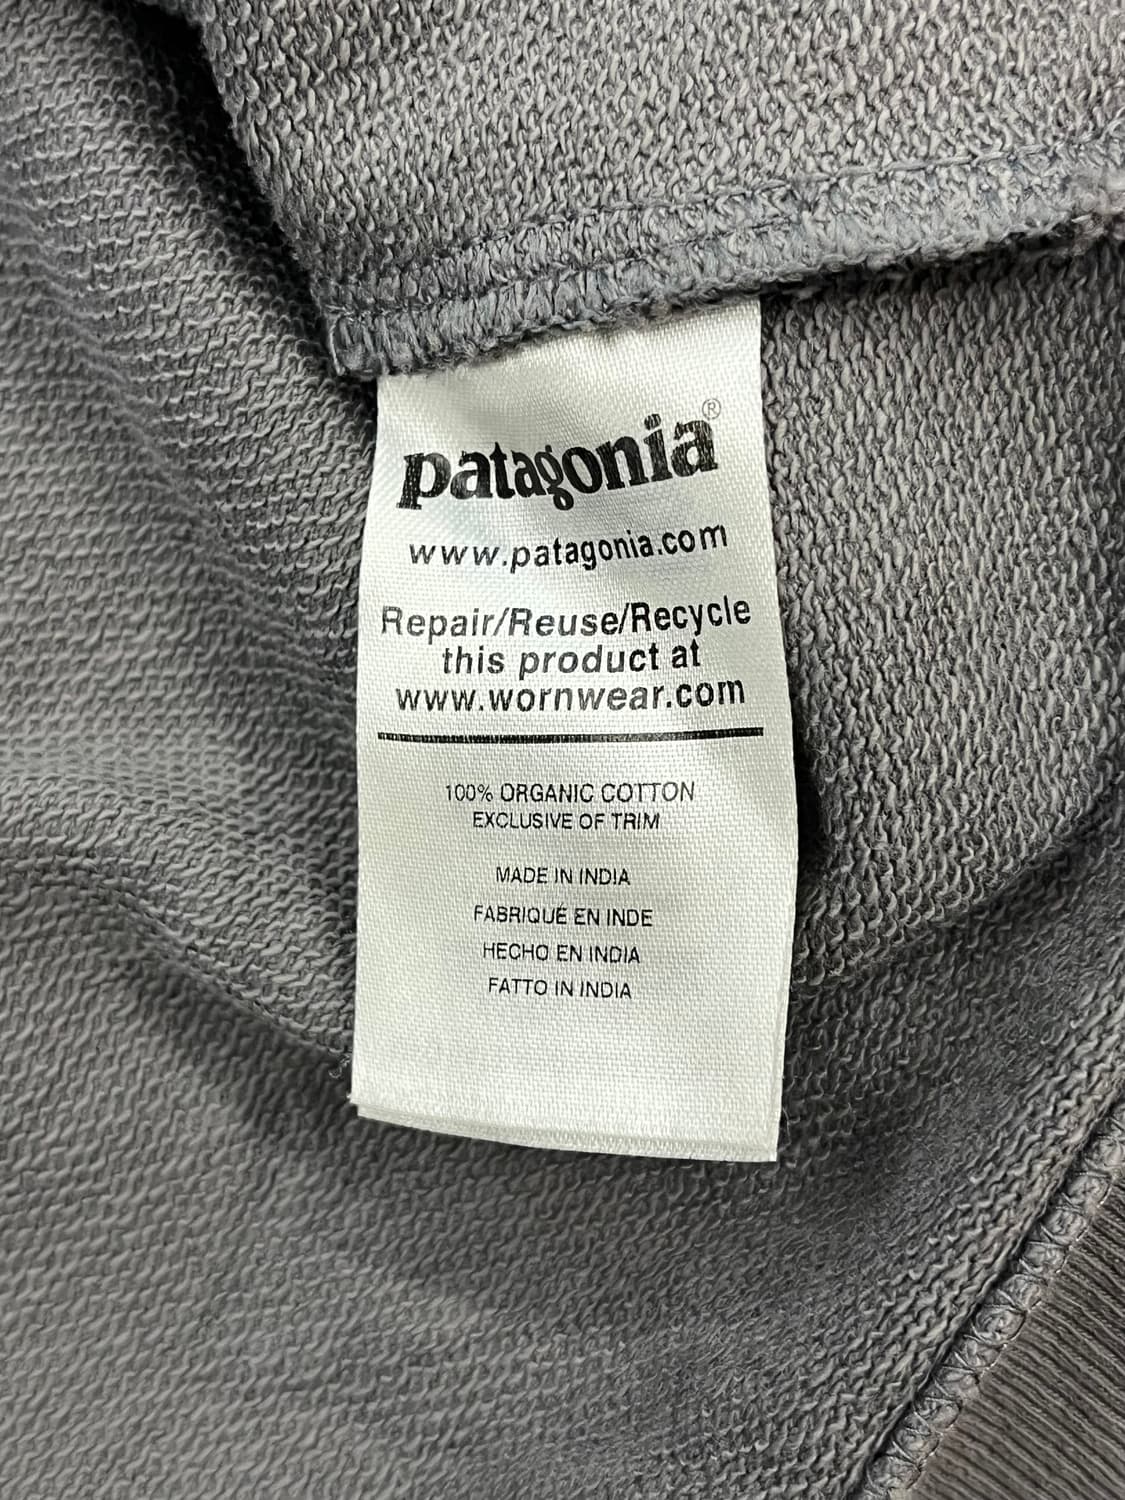 patagonia®
www.patagonia.com
Repair/Reuse/Recycle
this product at
www.wornwear.com
100% ORGANIC COTTON
EXCLUSIVE OF TRIM
MADE IN INDIA
FABRIQUÉ EN INDE
HECHO EN INDIA
FATTO IN INDIA